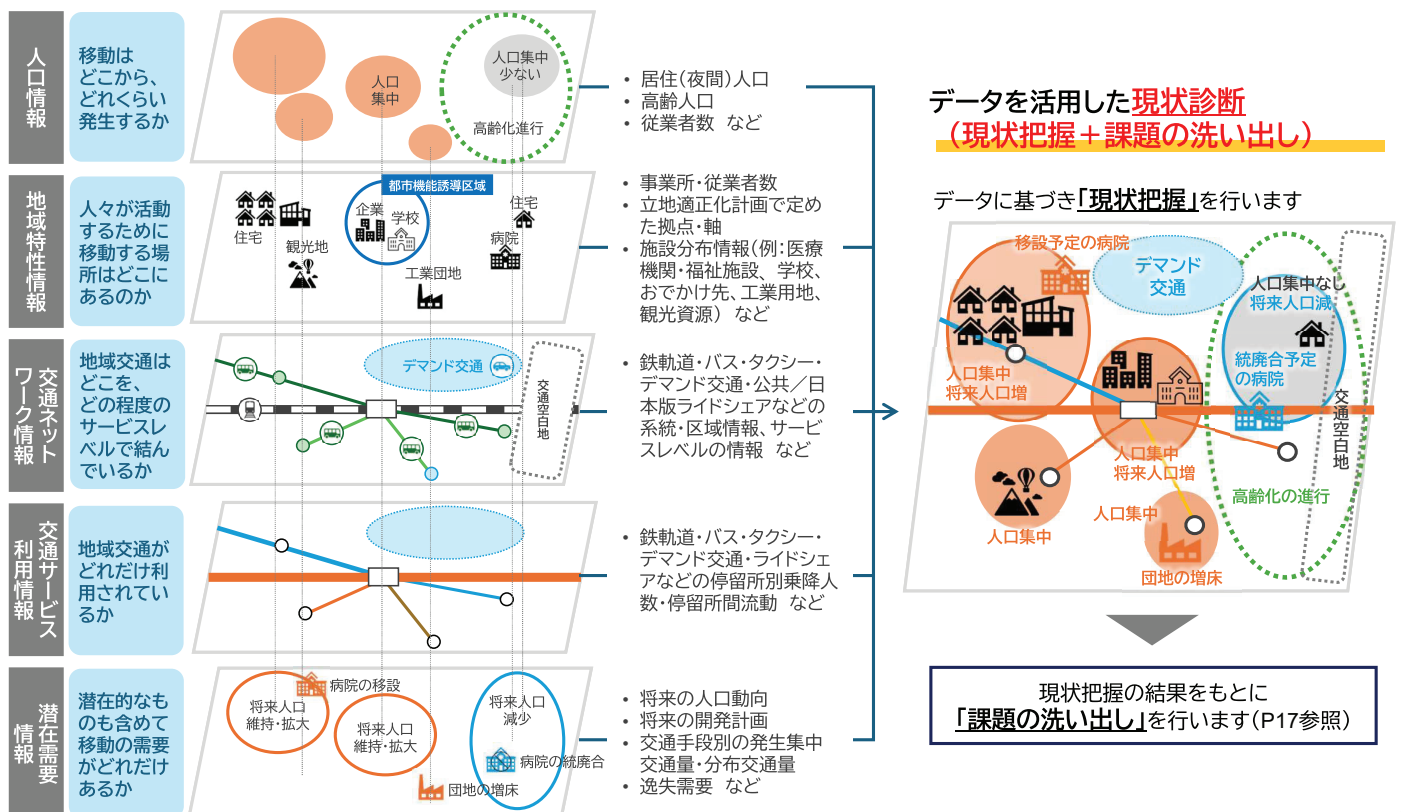 人口情報
移動は
どこから、
どれくらい
発生するか
人口
集中
人口集中
少ない
高齢化進行
• 居住(夜間)人口
• 高齢人口
• 従業者数 など
地域特性情報
人々が活動
するために
移動する場
所はどこに
あるのか
都市機能誘導区域
住宅
観光地
企業
学校
工業団地
病院
住宅
• 事業所・従業者数
• 立地適正化計画で定め
た拠点・軸
• 施設分布情報(例:医療
機関・福祉施設、学校、
おでかけ先、工業用地、
観光資源) など
交通ネット
ワーク情報
地域交通は
どこを、
どの程度の
サービスレ
ベルで結ん
でいるか
デマンド交通
交通空白地
• 鉄軌道・バス・タクシー・
デマンド交通・公共/日
本版ライドシェアなどの
系統・区域情報、サービ
スレベルの情報 など
交通サービス
利用情報
地域交通が
どれだけ利
用されてい
るか
• 鉄軌道・バス・タクシー・
デマンド交通・ライドシェ
アなどの停留所別乗降人
数・停留所間流動 など
潜在需要
情報
潜在的なも
のも含めて
移動の需要
がどれだけ
あるか
病院の移設
将来人口
維持・拡大
将来人口
維持・拡大
将来人口
減少
病院の統廃合
団地の増床
• 将来の人口動向
• 将来の開発計画
• 交通手段別の発生集中
交通量・分布交通量
• 逸失需要 など
データを活用した現状診断
(現状把握+課題の洗い出し)
データに基づき「現状把握」を行います
移設予定の病院
デマンド
交通
人口集中なし
将来人口減
統廃合予定
の病院
人口集中
将来人口増
人口集中
将来人口増
交通空白地
高齢化の進行
人口集中
人口集中
団地の増床
現状把握の結果をもとに
「課題の洗い出し」を行います(P17参照)